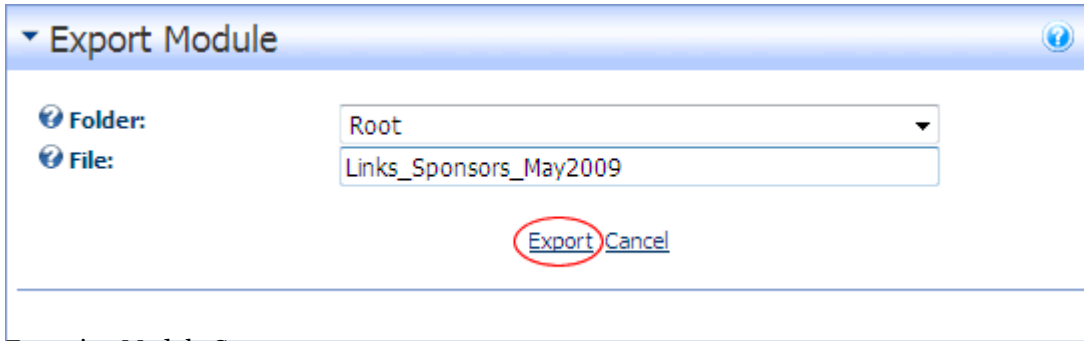 Export Module
Folder:
Root
File:
Links_Sponsors_May2009
Export Cancel